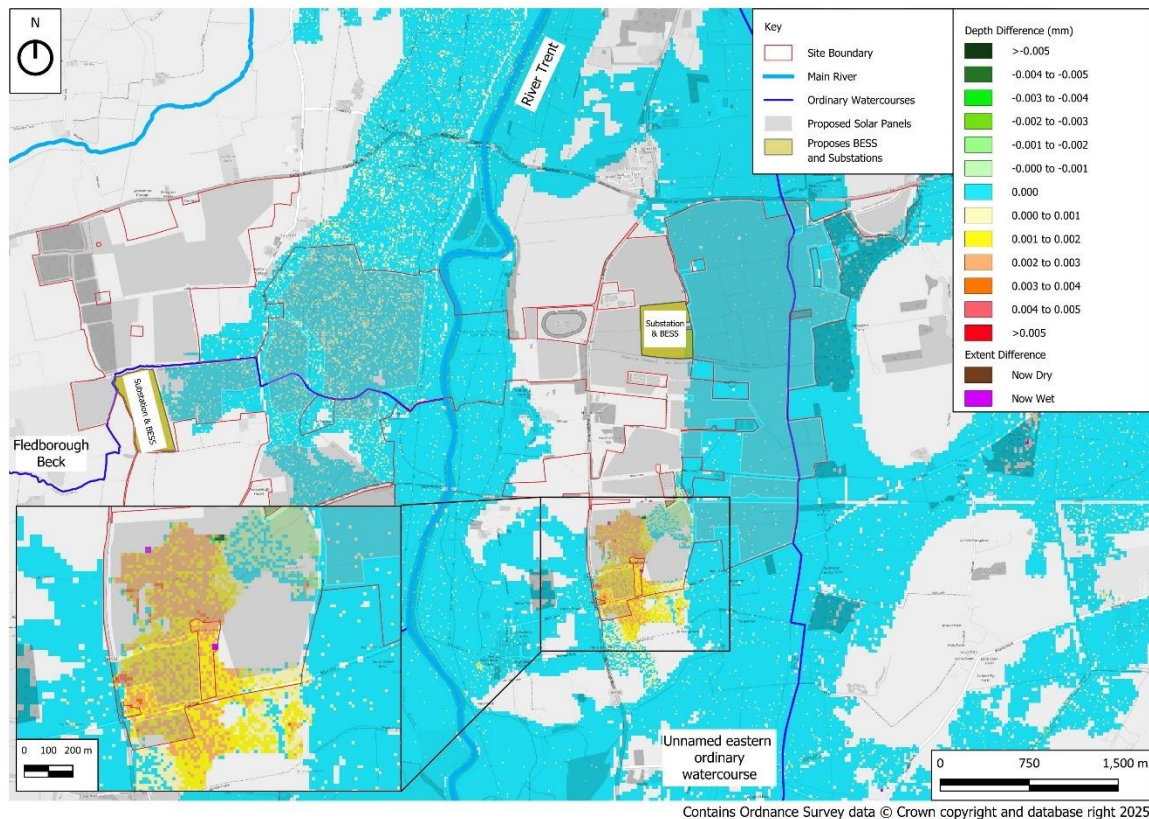 N
River Trent
Key
Site Boundary
Main River
Ordinary Watercourses
Proposed Solar Panels
Proposes BESS
and Substations
Depth Difference (mm)
>-0.005
-0.004 to -0.005
-0.003 to -0.004
-0.002 to -0.003
-0.001 to -0.002
-0.000 to -0.001
0.000
0.000 to 0.001
0.001 to 0.002
0.002 to 0.003
0.003 to 0.004
0.004 to 0.005
>0.005
Extent Difference
Now Dry
Now Wet
Substation
& BESS
Substation & BESS
Fledborough
Beck
0 100 200 m
Unnamed eastern
ordinary
watercourse
0 750 1,500 m
Contains Ordnance Survey data © Crown copyright and database right 2025